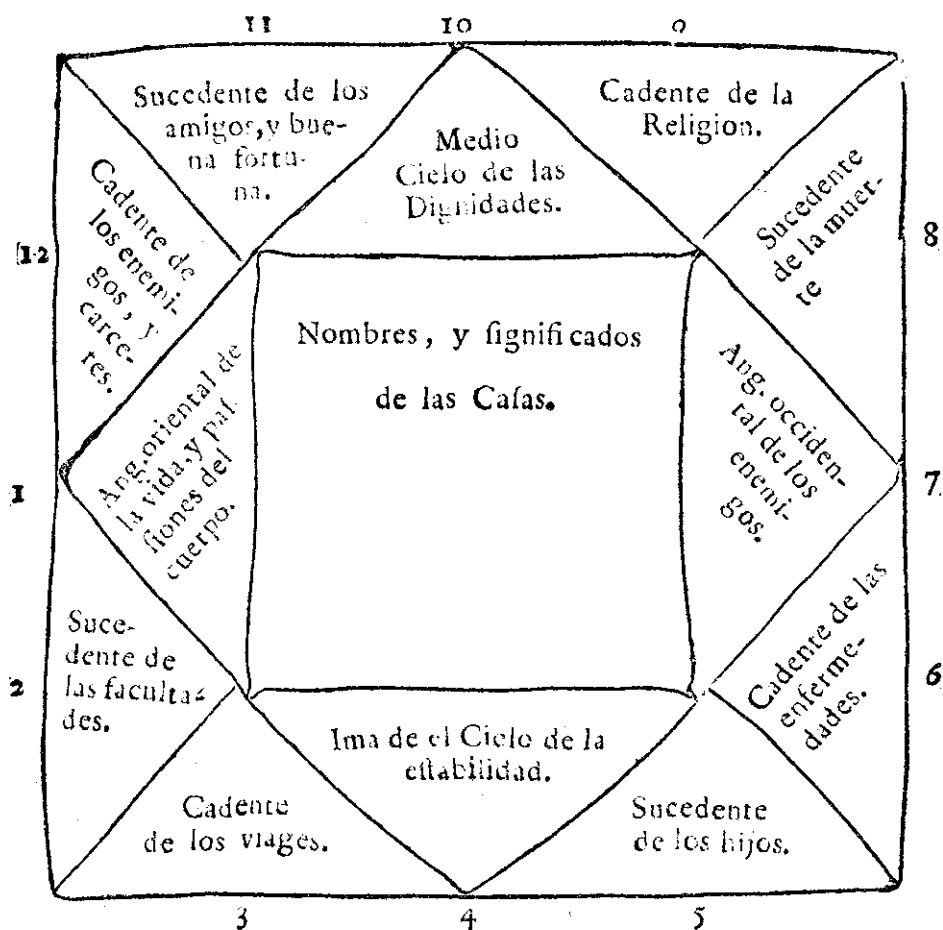 11 10 9
Sucedente de los
amigos, y bue-
na fortu-
na.
Medio
Cielo de las
Dignidades.
Cadente de la
Religion.
12
Cadente de
los enemi-
gos, y
carce-
res.
Sucedente
de la muer-
te
8
Nombres, y ſignificados
de las Caſas.
1
Ang. oriental de
la vida, y paſ-
ſiones del
cuerpo.
Ang. occiden-
tal de los
enemi-
gos.
7
2
Suce-
dente de
las faculta-
des.
Cadente de las
enferme-
dades.
6
Ima de el Cielo de la
eſtabilidad.
Cadente
de los viages.
Sucedente
de los hijos.
3 4 5